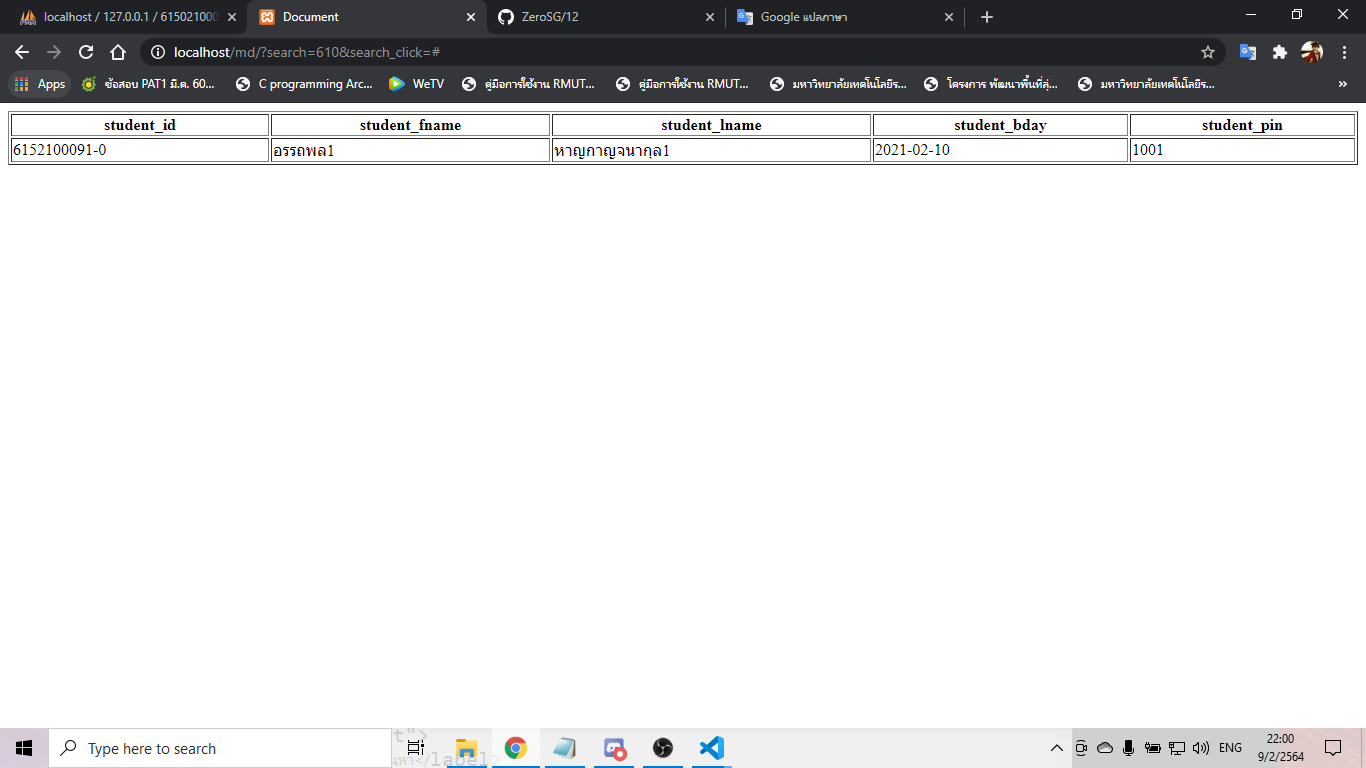 localhost / 127.0.0.1 / 615021000
Document
ZeroSG/12
Google แปลภาษา
localhost/md/?search=610&search_click=#
Apps
ข้อสอบ PAT1 มี.ค. 60...
C programming Arc...
WeTV
คู่มือการใช้งาน RMUT...
คู่มือการใช้งาน RMUT...
มหาวิทยาลัยเทคโนโลยีร...
โครงการ พัฒนาพื้นที่สุ่...
มหาวิทยาลัยเทคโนโลยีร...
»
student_id student_fname student_lname student_bday student_pin
6152100091-0 อรรถพล1 หาญกาญจนากุล1 2021-02-10 1001
t">
นหา</label>
Type here to search
ENG
22:00
9/2/2564